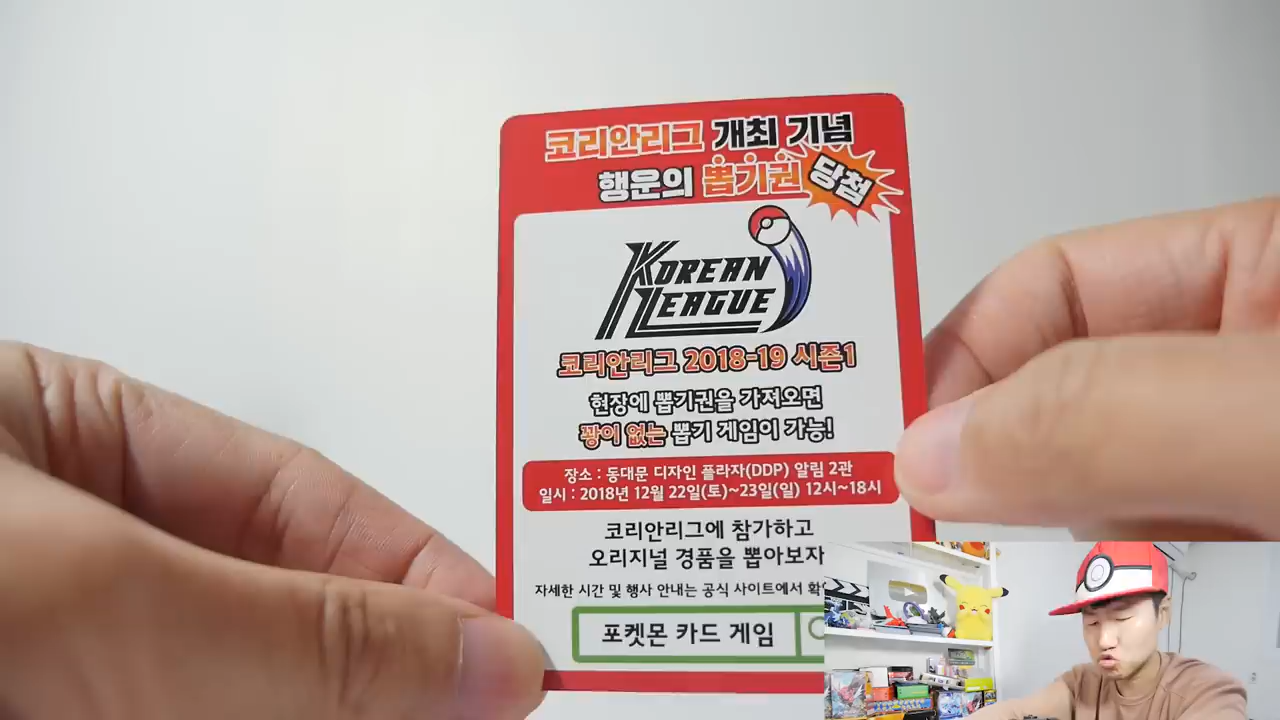 코리안리그 개최 기념
행운의 뽑기권 당첨
KOREAN
LEAGUE
코리안리그 2018-19 시즌1
현장에 뽑기권을 가져오면
꽝이 없는 뽑기 게임이 가능!
장소 : 동대문 디자인 플라자(DDP) 알림 2관
일시 : 2018년 12월 22일(토)~23일(일) 12시~18시
코리안리그에 참가하고
오리지널 경품을 뽑아보자
자세한 시간 및 행사 안내는 공식 사이트에서
포켓몬 카드 게임